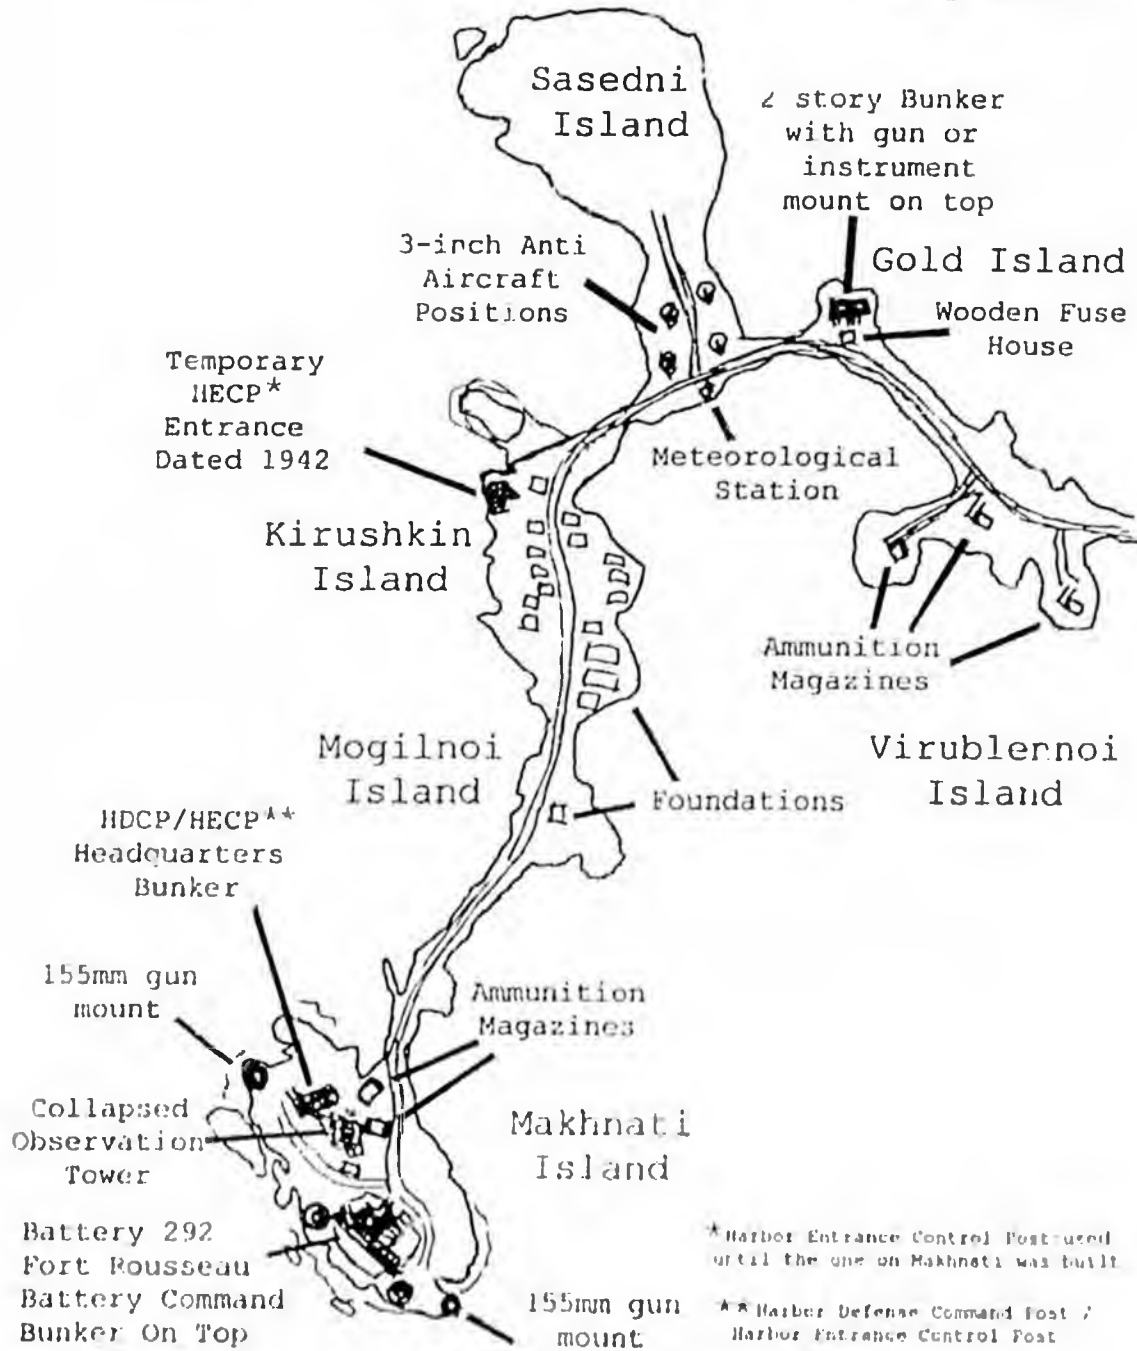 Sasedni
Island
2 story Bunker
with gun or
instrument
mount on top
3-inch Anti
Aircraft
Positions
Gold Island
Wooden Fuse
House
Temporary
HECP*
Entrance
Dated 1942
Meteorological
Station
Kirushkin
Island
Ammunition
Magazines
Mogilnoi
Island
Virublennoi
Island
Foundations
HDCP/HECP**
Headquarters
Bunker
155mm gun
mount
Ammunition
Magazines
Collapsed
Observation
Tower
Makhnati
Island
Battery 292
Fort Rousseau
Battery Command
Bunker On Top
155mm gun
mount
*Harbor Entrance Control Post used
until the one on Makhnati was built
**Harbor Defense Command Post /
Harbor Entrance Control Post